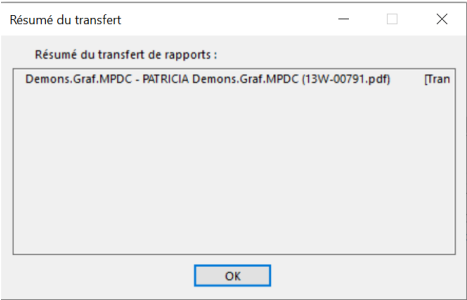 Résumé du transfert
Résumé du transfert de rapports :
Demons.Graf.MPDC - PATRICIA Demons.Graf.MPDC (13W-00791.pdf) [Tran
OK